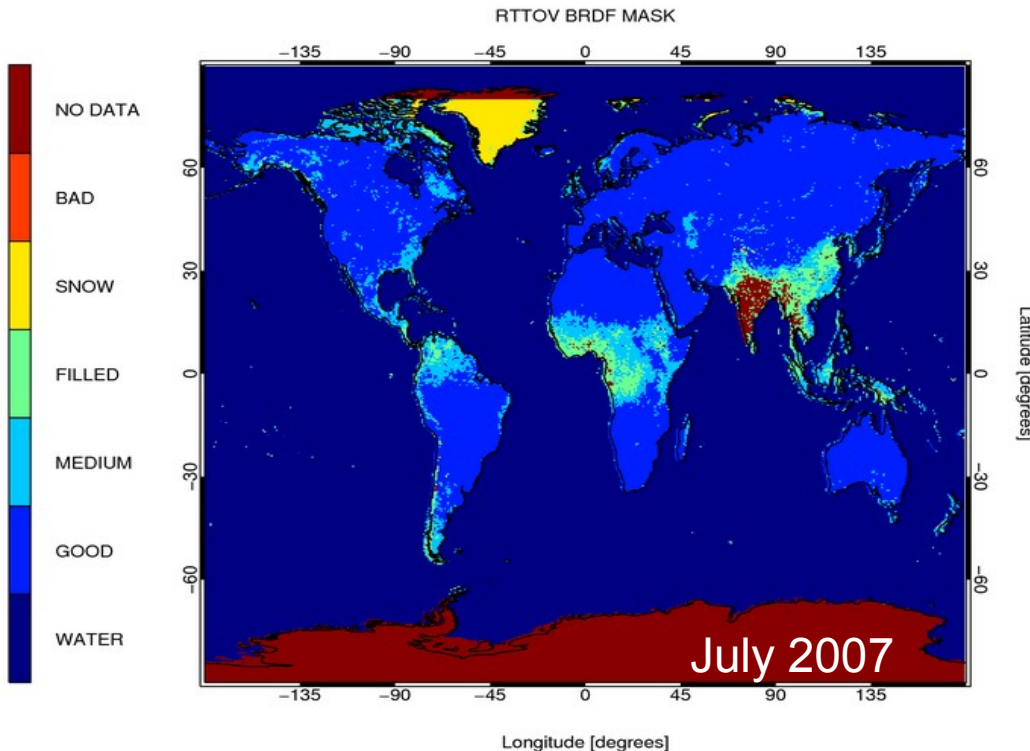 RTTOV BRDF MASK
−135 −90 −45 0 45 90 135
NO DATA
BAD
SNOW
FILLED
MEDIUM
GOOD
WATER
60
30
0
−30
−60
60
30
0
−30
−60
Latitude [degrees]
July 2007
−135 −90 −45 0 45 90 135
Longitude [degrees]